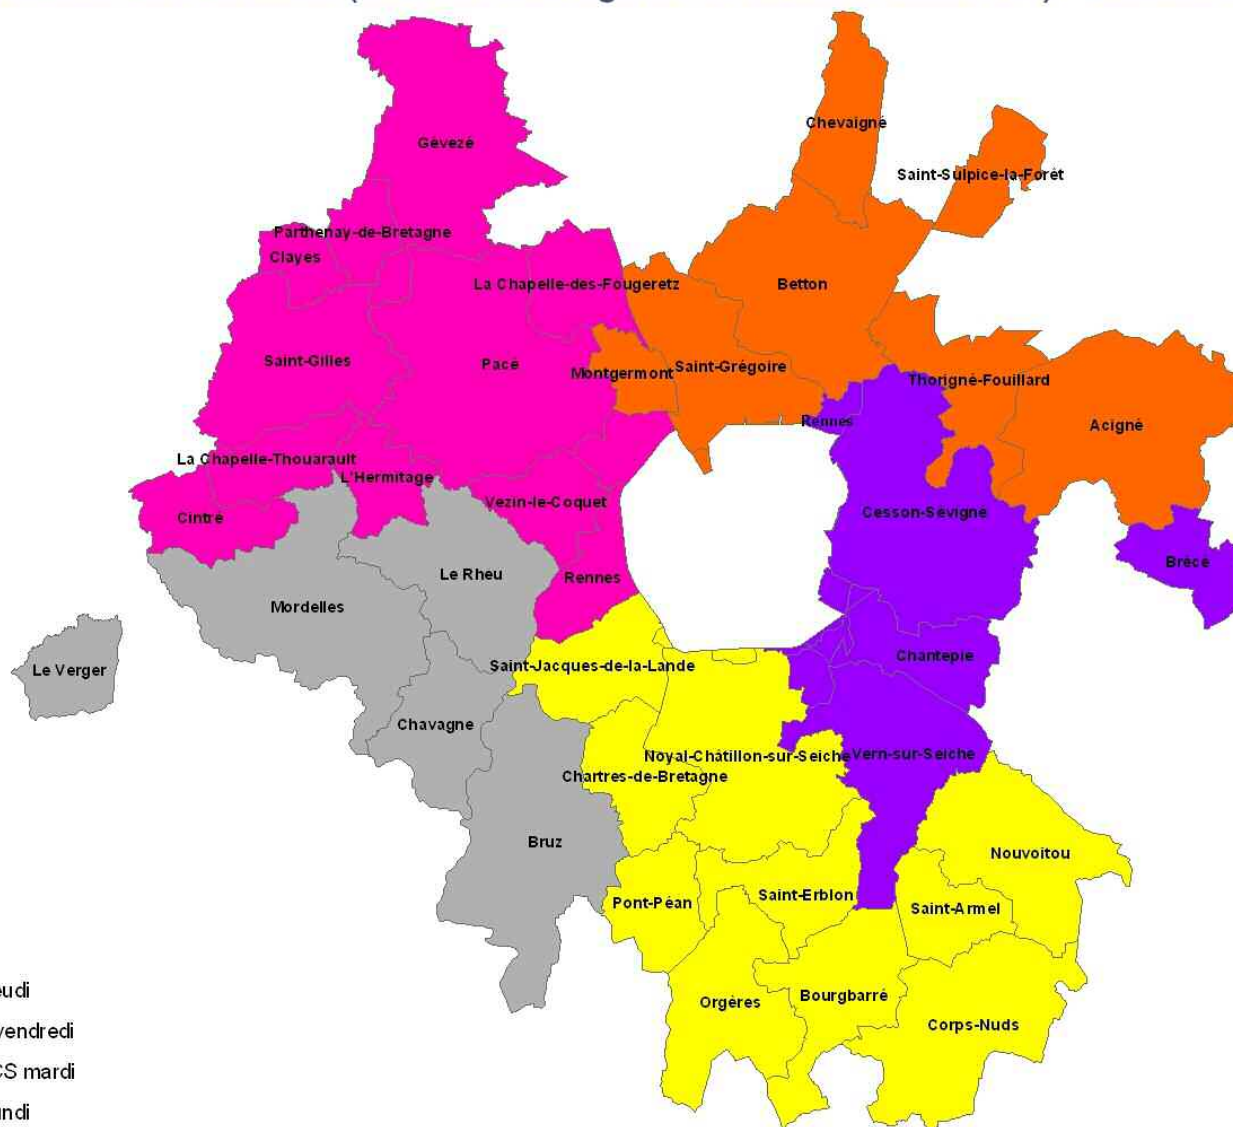 Chevaigné
Gévezé
Saint-Sulpice-la-Forêt
Parthenay-de-Bretagne
Clayes
La Chapelle-des-Fougeretz
Betton
Saint-Gilles
Pacé
Montgermont
Saint-Grégoire
Thorigné-Fouillard
Rennes
Acigné
La Chapelle-Thouarault
L'Hermitage
Vezin-le-Coquet
Cintré
Cesson-Sévigné
Brécé
Le Rheu
Rennes
Mordelles
Chantepie
Le Verger
Saint-Jacques-de-la-Lande
Chavagne
Noyal-Châtillon-sur-Seiche
Vern-sur-Seiche
Chartres-de-Bretagne
Bruz
Nouvoitou
Saint-Erblon
Pont-Péan
Saint-Armel
Orgères
Bourgbarré
Corps-Nuds
eudi
vendredi
CS mardi
undi